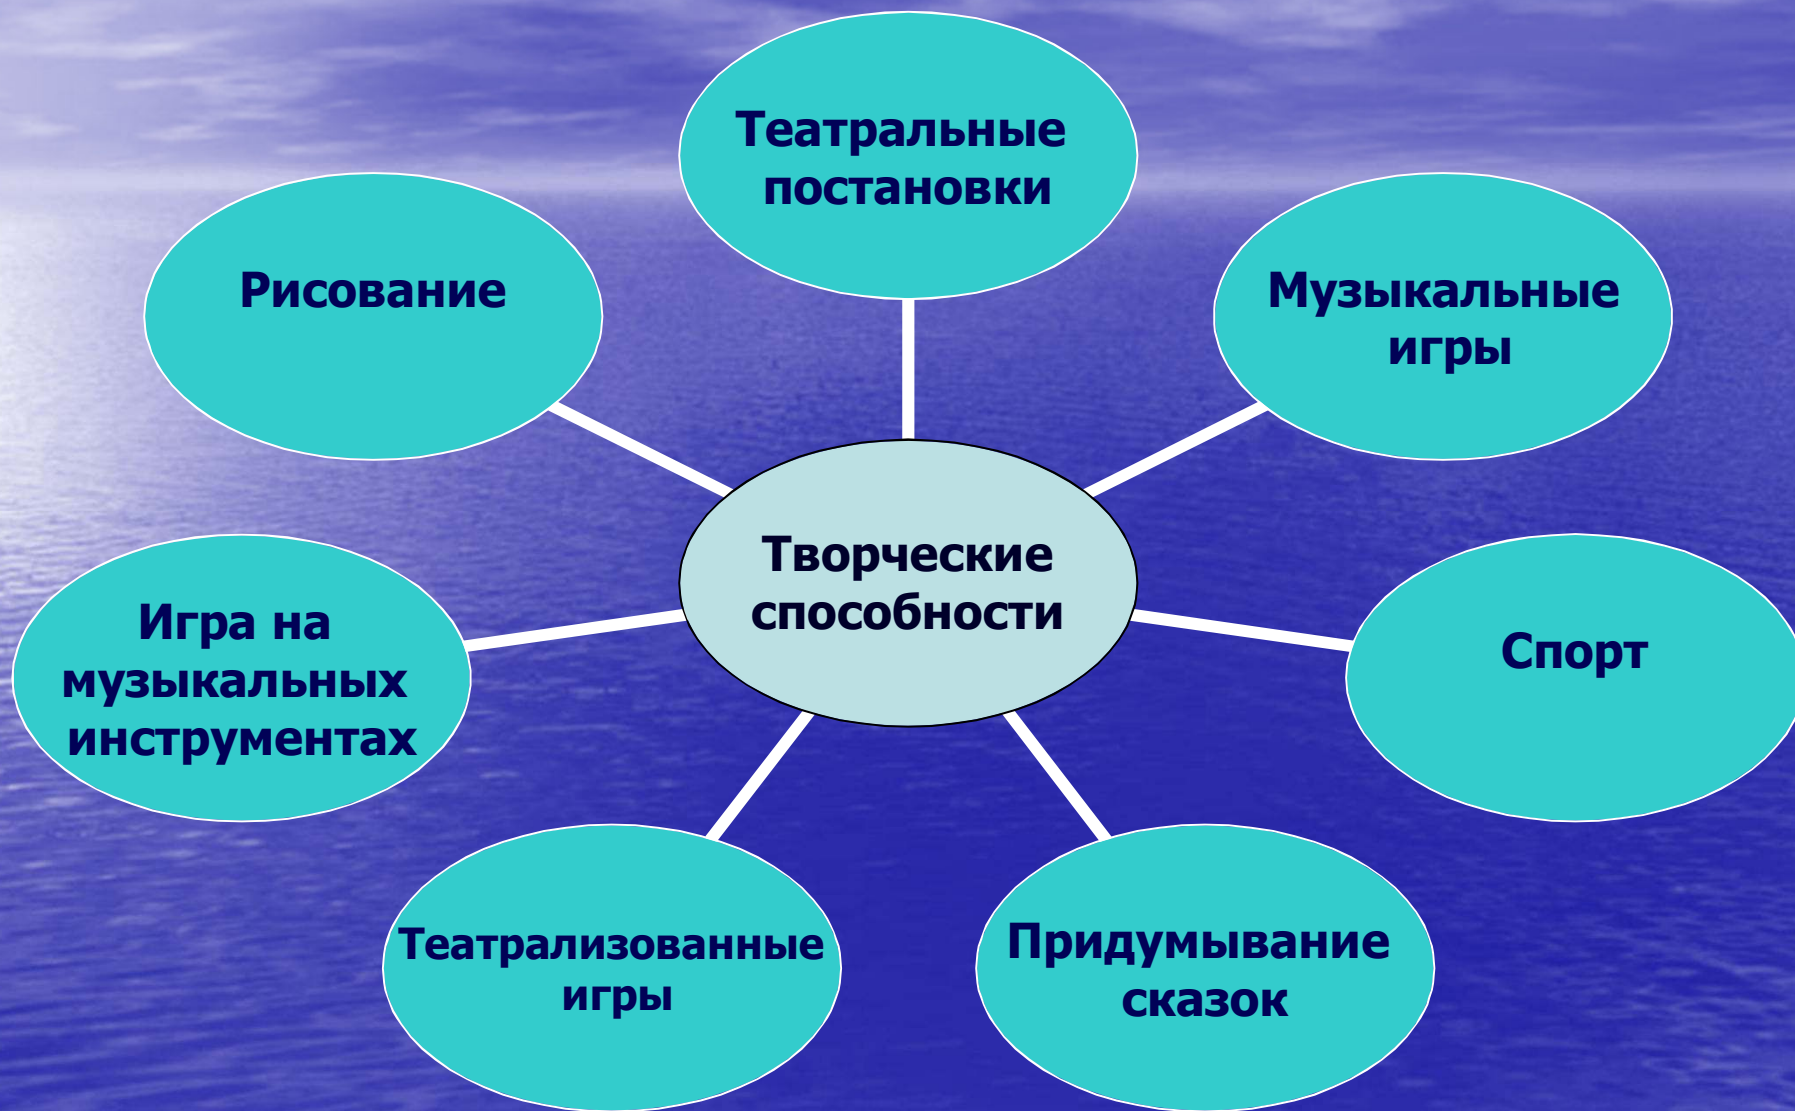 Театральные
постановки
Рисование
Музыкальные
игры
Творческие
способности
Игра на
музыкальных
инструментах
Спорт
Театрализованные
игры
Придумывание
сказок